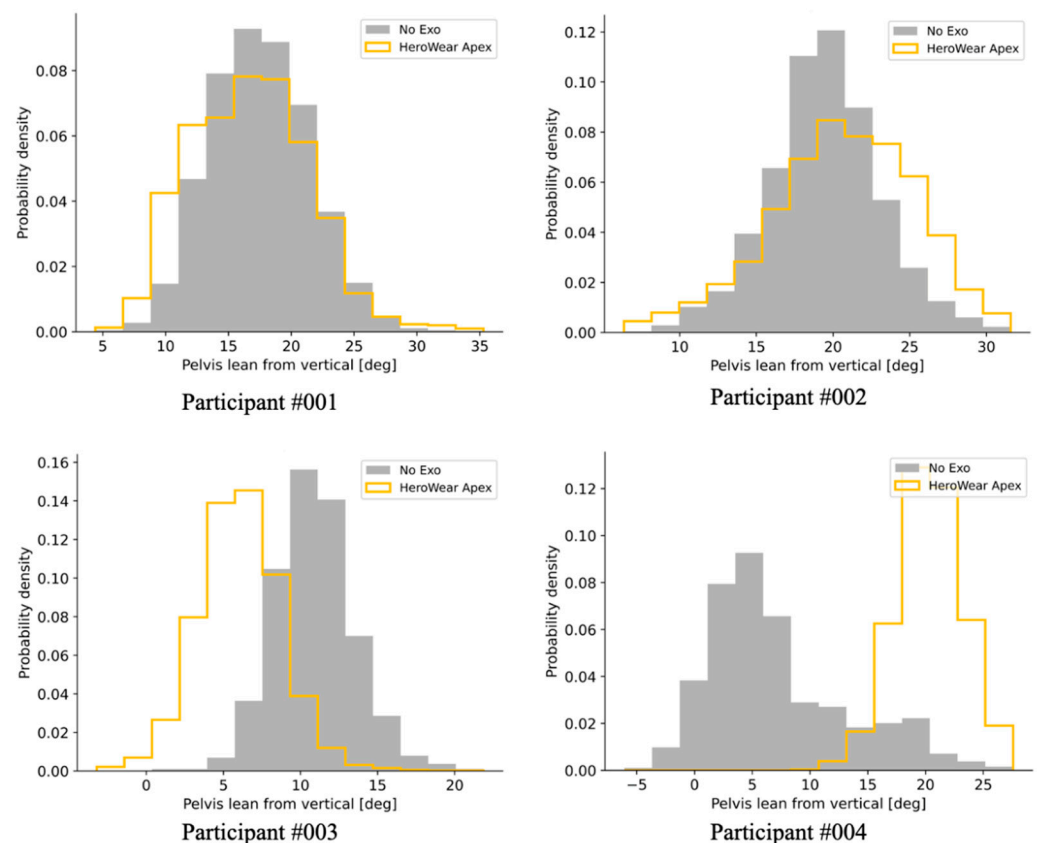 No Exo
HeroWear Apex
Probability density
0.08
0.06
0.04
0.02
0.00
5 10 15 20 25 30 35
Pelvis lean from vertical [deg]
Participant #001
No Exo
HeroWear Apex
Probability density
0.12
0.10
0.08
0.06
0.04
0.02
0.00
10 15 20 25 30
Pelvis lean from vertical [deg]
Participant #002
No Exo
HeroWear Apex
Probability density
0.16
0.14
0.12
0.10
0.08
0.06
0.04
0.02
0.00
0 5 10 15 20
Pelvis lean from vertical [deg]
Participant #003
No Exo
HeroWear Apex
Probability density
0.12
0.10
0.08
0.06
0.04
0.02
0.00
−5 0 5 10 15 20 25
Pelvis lean from vertical [deg]
Participant #004